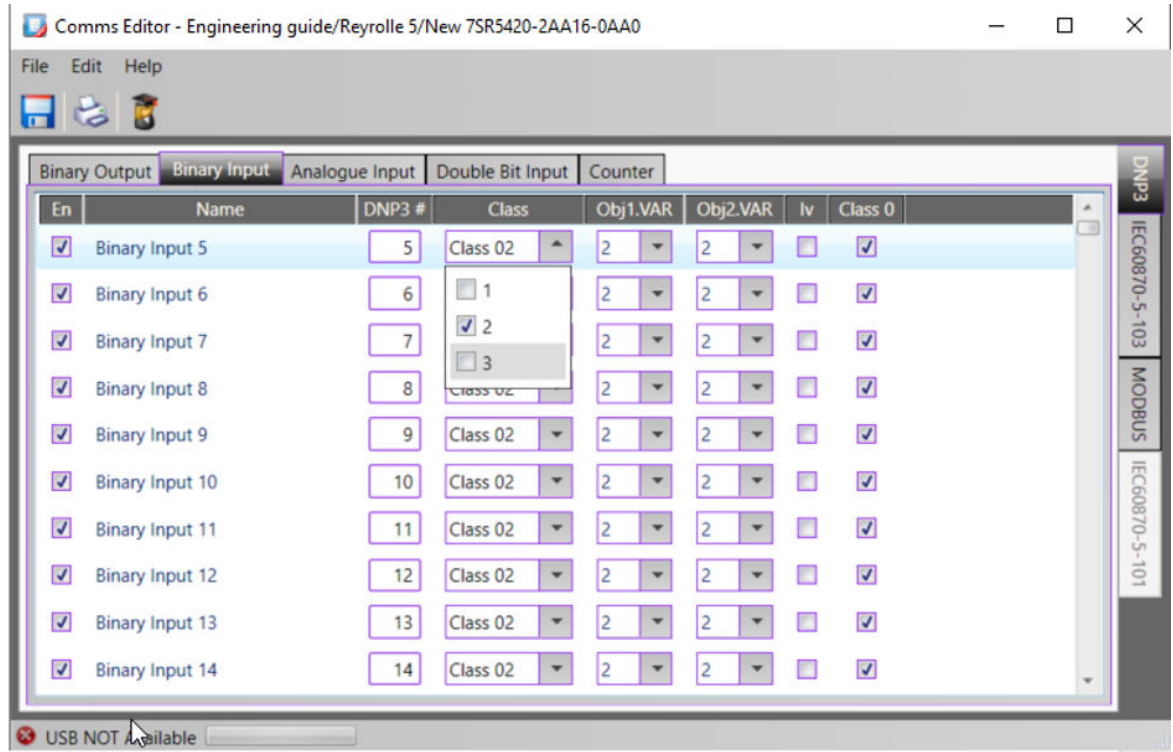 Comms Editor - Engineering guide/Reyrolle 5/New 7SR5420-2AA16-0AA0
File Edit Help
Binary Output Binary Input Analogue Input Double Bit Input Counter
En Name DNP3 # Class Obj1.VAR Obj2.VAR Iv Class 0
Binary Input 5 5 Class 02 2 2
1
Binary Input 6 6 2 2
2
Binary Input 7 7 2 2
3
Binary Input 8 8 Class 02 2 2
Binary Input 9 9 Class 02 2 2
Binary Input 10 10 Class 02 2 2
Binary Input 11 11 Class 02 2 2
Binary Input 12 12 Class 02 2 2
Binary Input 13 13 Class 02 2 2
Binary Input 14 14 Class 02 2 2
DNP3
IEC60870-5-103
MODBUS
IEC60870-5-101
USB NOT Available